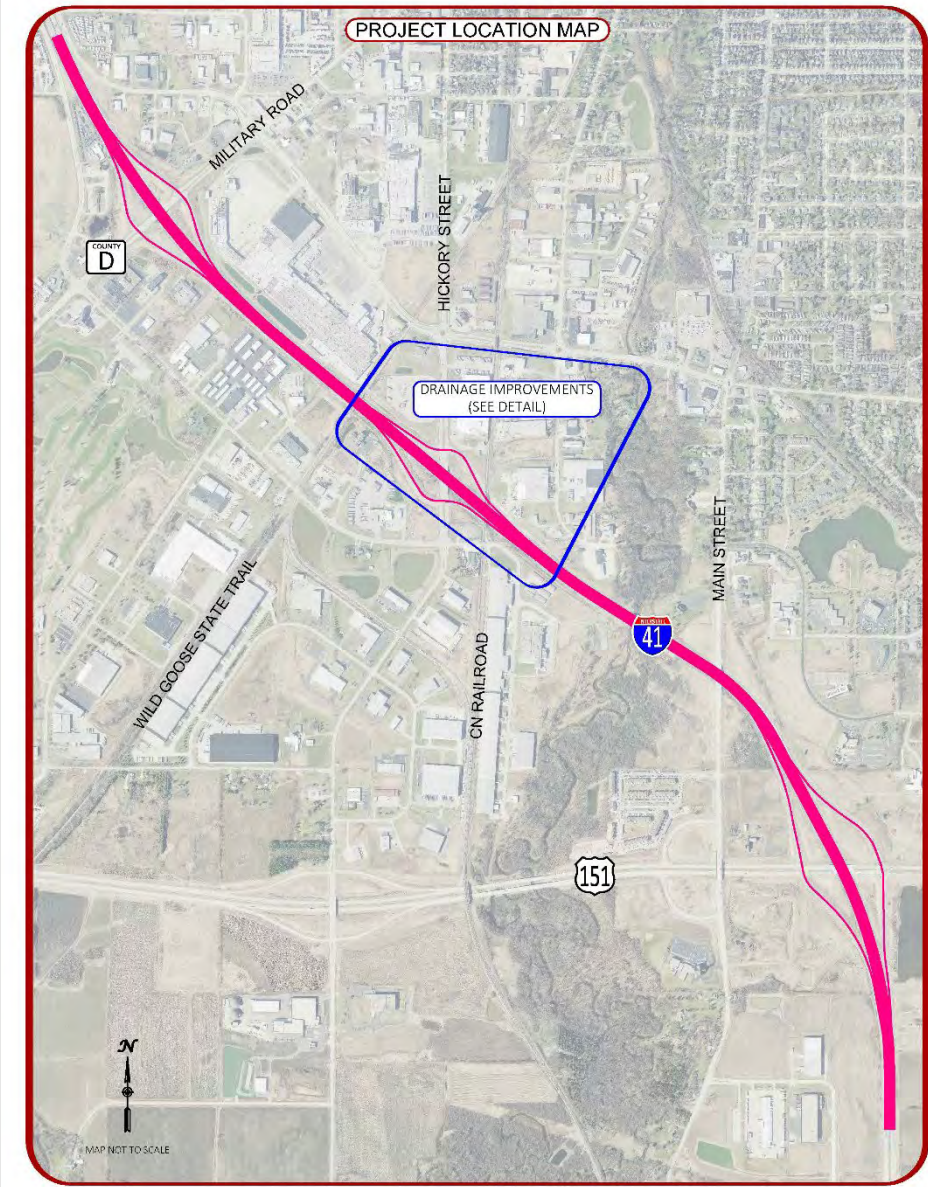 PROJECT LOCATION MAP
MILITARY ROAD
HICKORY STREET
COUNTY
D
DRAINAGE IMPROVEMENTS
(SEE DETAIL)
MAIN STREET
WILD GOOSE STATE TRAIL
INTERSTATE
41
CN RAILROAD
151
N
MAP NOT TO SCALE